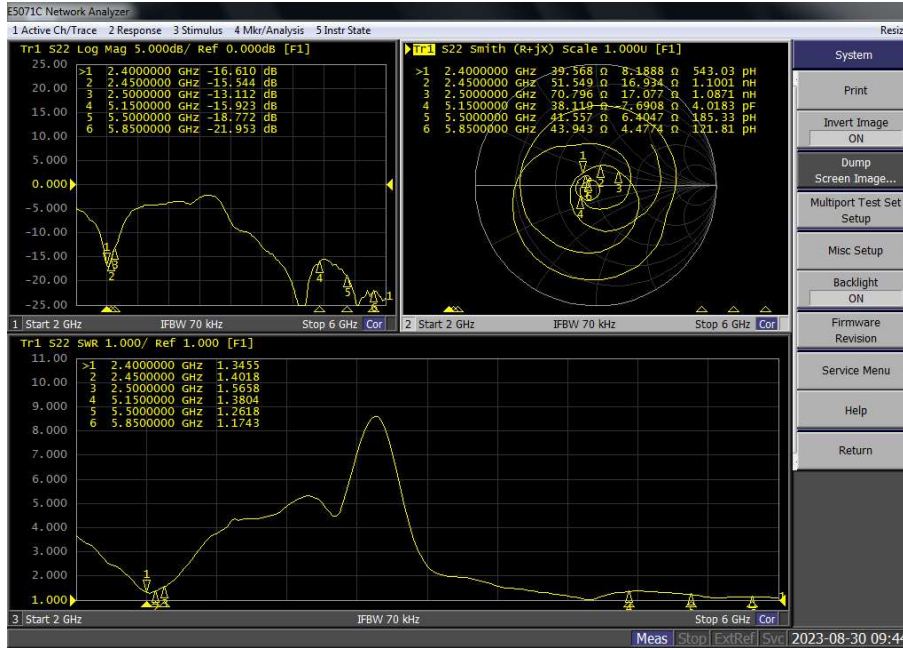 E5071C Network Analyzer
1 Active Ch/Trace 2 Response 3 Stimulus 4 Mkr/Analysis 5 Instr State
Resiz
Tr1 S22 Log Mag 5.000dB/ Ref 0.000dB [F1]
25.00
20.00
15.00
10.00
5.000
0.000
-5.000
-10.00
-15.00
-20.00
-25.00
>1 2.4000000 GHz -16.610 dB
2 2.4500000 GHz -15.544 dB
3 2.5000000 GHz -13.112 dB
4 5.1500000 GHz -15.923 dB
5 5.5000000 GHz -18.772 dB
6 5.8500000 GHz -21.953 dB
1
3
2
4
5
6
1
1 Start 2 GHz IFBW 70 kHz Stop 6 GHz Cor
Tr1 S22 Smith (R+jX) Scale 1.000U [F1]
>1 2.4000000 GHz 39.568 Ω 8.1888 Ω 543.03 pH
2 2.4500000 GHz 51.549 Ω 16.934 Ω 1.1001 nH
3 2.5000000 GHz 70.796 Ω 17.077 Ω 1.0871 nH
4 5.1500000 GHz 38.119 Ω -7.6908 Ω 4.0183 pF
5 5.5000000 GHz 41.557 Ω 6.4047 Ω 185.33 pH
6 5.8500000 GHz 43.943 Ω 4.4774 Ω 121.81 pH
1
2
3
4
2 Start 2 GHz IFBW 70 kHz Stop 6 GHz Cor
Tr1 S22 SWR 1.000/ Ref 1.000 [F1]
11.00
10.00
9.000
8.000
7.000
6.000
5.000
4.000
3.000
2.000
1.000
>1 2.4000000 GHz 1.3455
2 2.4500000 GHz 1.4018
3 2.5000000 GHz 1.5658
4 5.1500000 GHz 1.3804
5 5.5000000 GHz 1.2618
6 5.8500000 GHz 1.1743
1
3 Start 2 GHz IFBW 70 kHz Stop 6 GHz Cor
System
Print
Invert Image
ON
Dump
Screen Image...
Multiport Test Set
Setup
Misc Setup
Backlight
ON
Firmware
Revision
Service Menu
Help
Return
Meas Stop ExtRef Svc 2023-08-30 09:44